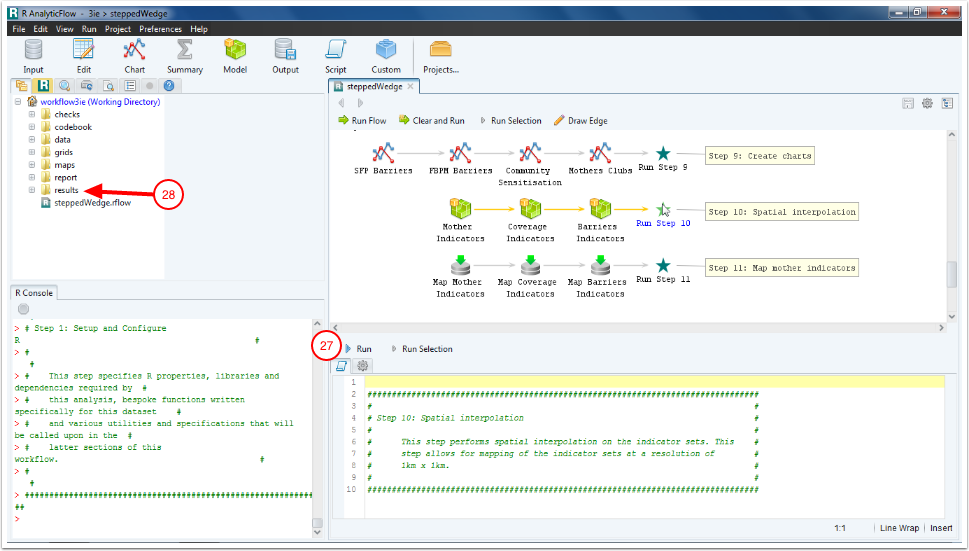 R AnalyticFlow - 3ie > steppedWedge
File Edit View Run Project Preferences Help
Input Edit Chart Summary Model Output Script Custom Projects...
workflow3ie (Working Directory)
checks
codebook
data
grids
maps
report
results
steppedWedge.rflow
28
steppedWedge
Run Flow Clear and Run Run Selection Draw Edge
SFP Barriers
FBPM Barriers
Community
Sensitisation
Mothers Clubs
Run Step 9
Step 9: Create charts
Mother
Indicators
Coverage
Indicators
Barriers
Indicators
Run Step 10
Step 10: Spatial interpolation
Map Mother
Indicators
Map Coverage
Indicators
Map Barriers
Indicators
Run Step 11
Step 11: Map mother indicators
R Console
> # Step 1: Setup and Configure
R #
> #
#
> # This step specifies R properties, libraries and
dependencies required by #
> # this analysis, bespoke functions written
specifically for this dataset #
> # and various utilities and specifications that will
be called upon in the #
> # latter sections of this
workflow. #
> #
#
> ##########################################################
##
>
27
Run Run Selection
1
2 ###############################################################################
3 # #
4 # Step 10: Spatial interpolation #
5 # #
6 # This step performs spatial interpolation on the indicator sets. This #
7 # step allows for mapping of the indicator sets at a resolution of #
8 # 1km x 1km. #
9 # #
10 ###############################################################################
1:1 Line Wrap Insert